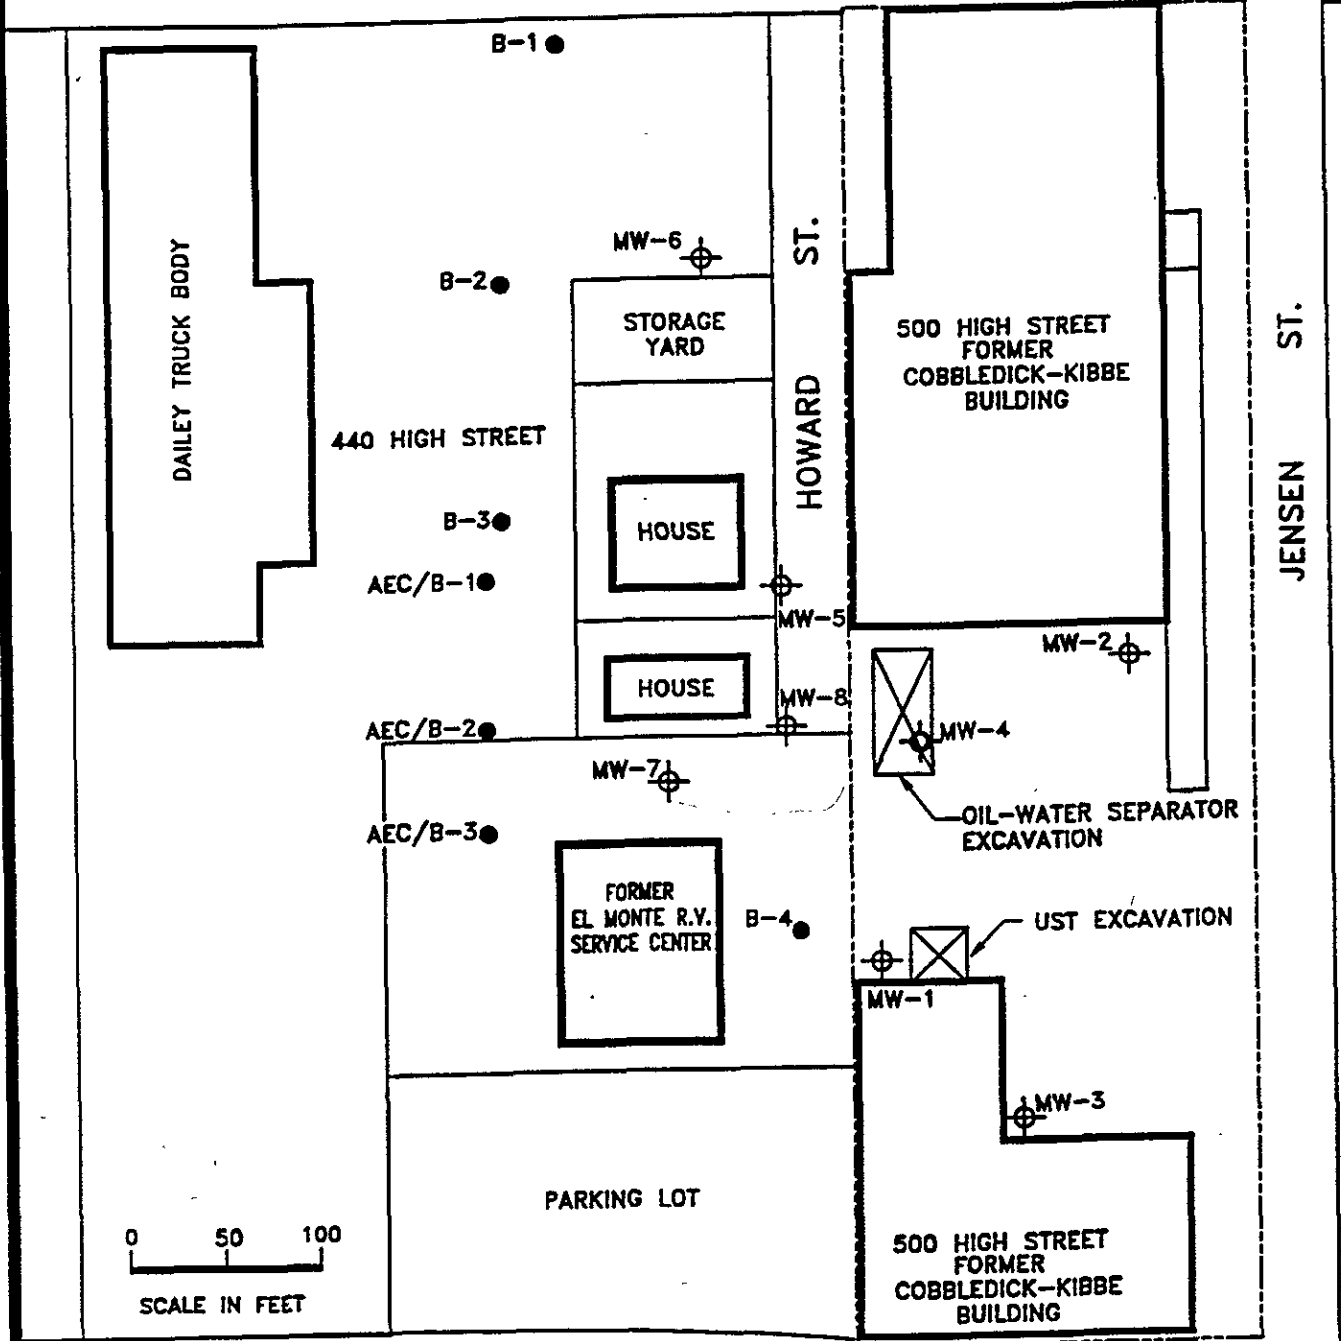 B-1
MW-6
ST.
B-2
DAILEY TRUCK BODY
STORAGE
YARD
500 HIGH STREET
FORMER
COBBLEDICK-KIBBE
BUILDING
ST.
HOWARD
440 HIGH STREET
JENSEN
B-3
HOUSE
AEC/B-1
MW-5
MW-2
HOUSE
MW-8
AEC/B-2
MW-4
MW-7
OIL-WATER SEPARATOR
EXCAVATION
AEC/B-3
FORMER
EL MONTE R.V.
SERVICE CENTER
B-4
UST EXCAVATION
MW-1
MW-3
PARKING LOT
0 50 100
SCALE IN FEET
500 HIGH STREET
FORMER
COBBLEDICK-KIBBE
BUILDING